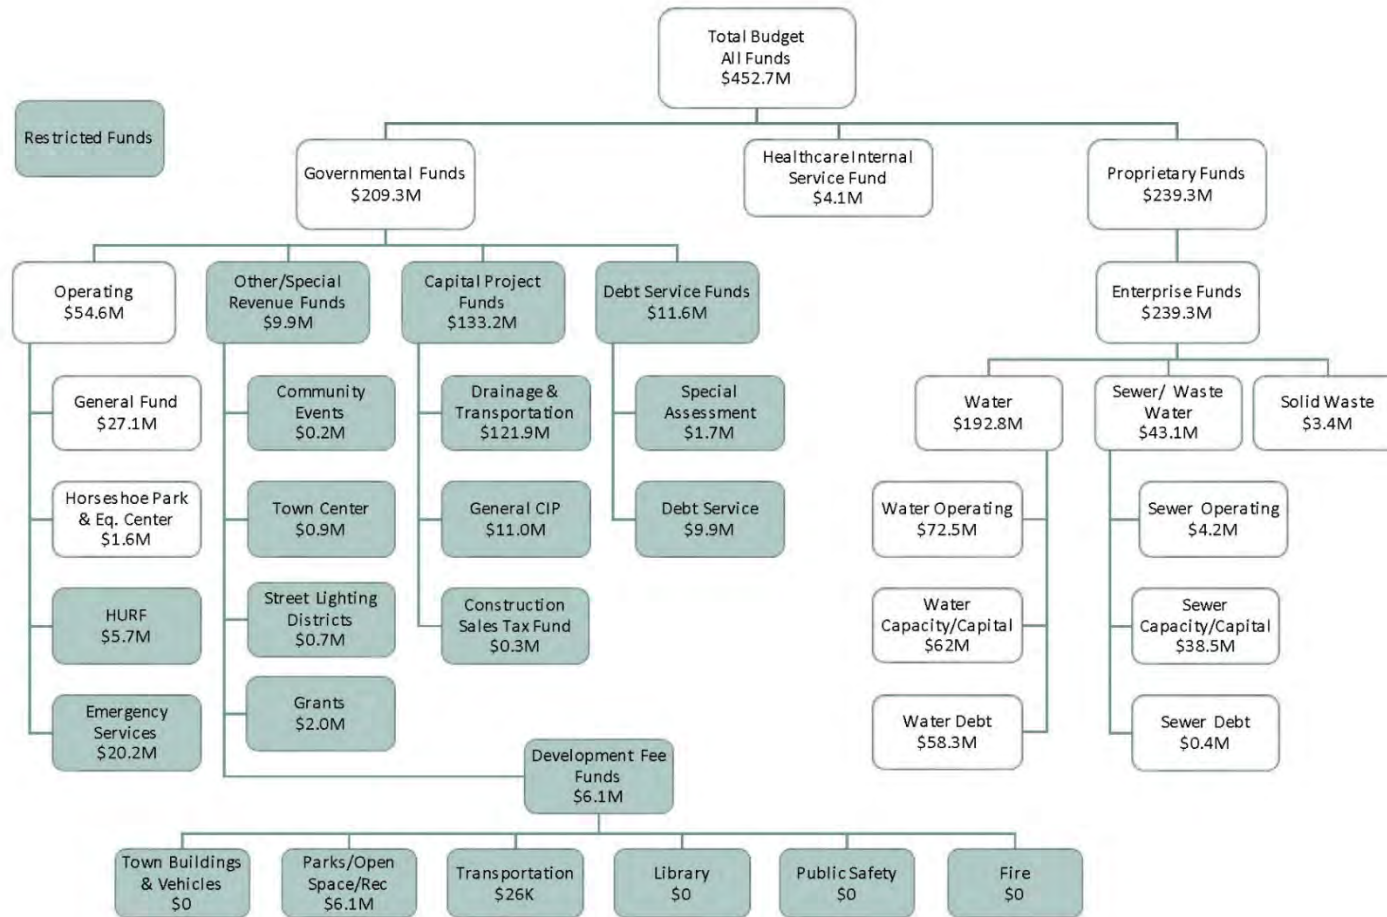 Total Budget
All Funds
$452.7M
Restricted Funds
Governmental Funds
$209.3M
Healthcare Internal
Service Fund
$4.1M
Proprietary Funds
$239.3M
Operating
$54.6M
Other/Special
Revenue Funds
$9.9M
Capital Project
Funds
$133.2M
Debt Service Funds
$11.6M
Enterprise Funds
$239.3M
General Fund
$27.1M
Community
Events
$0.2M
Drainage &
Transportation
$121.9M
Special
Assessment
$1.7M
Water
$192.8M
Sewer/ Waste
Water
$43.1M
Solid Waste
$3.4M
Horseshoe Park
& Eq. Center
$1.6M
Town Center
$0.9M
General CIP
$11.0M
Debt Service
$9.9M
Water Operating
$72.5M
Sewer Operating
$4.2M
HURF
$5.7M
Street Lighting
Districts
$0.7M
Construction
Sales Tax Fund
$0.3M
Water
Capacity/Capital
$62M
Sewer
Capacity/Capital
$38.5M
Emergency
Services
$20.2M
Grants
$2.0M
Water Debt
$58.3M
Sewer Debt
$0.4M
Development Fee
Funds
$6.1M
Town Buildings
& Vehicles
$0
Parks/Open
Space/Rec
$6.1M
Transportation
$26K
Library
$0
Public Safety
$0
Fire
$0